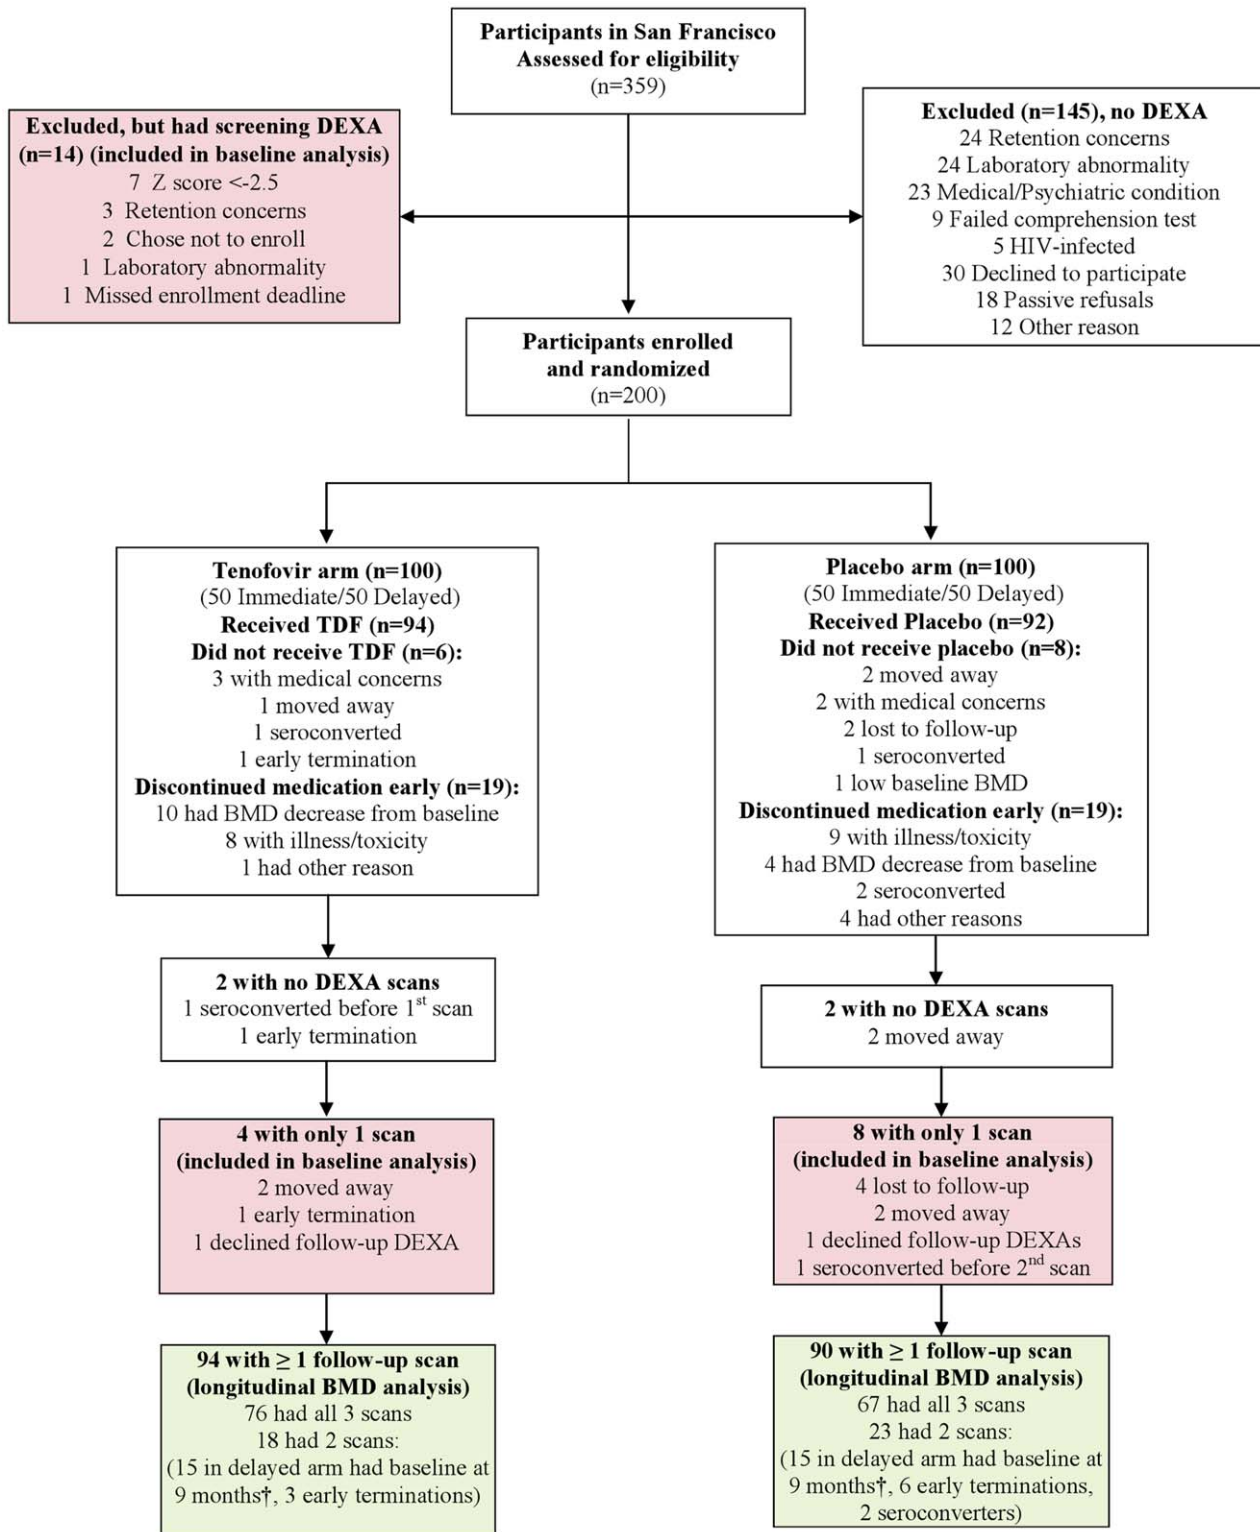 Participants in San Francisco
Assessed for eligibility
(n=359)
Excluded, but had screening DEXA
(n=14) (included in baseline analysis)
7 Z score <-2.5
3 Retention concerns
2 Chose not to enroll
1 Laboratory abnormality
1 Missed enrollment deadline
Excluded (n=145), no DEXA
24 Retention concerns
24 Laboratory abnormality
23 Medical/Psychiatric condition
9 Failed comprehension test
5 HIV-infected
30 Declined to participate
18 Passive refusals
12 Other reason
Participants enrolled
and randomized
(n=200)
Tenofovir arm (n=100)
(50 Immediate/50 Delayed)
Received TDF (n=94)
Did not receive TDF (n=6):
3 with medical concerns
1 moved away
1 seroconverted
1 early termination
Discontinued medication early (n=19):
10 had BMD decrease from baseline
8 with illness/toxicity
1 had other reason
Placebo arm (n=100)
(50 Immediate/50 Delayed)
Received Placebo (n=92)
Did not receive placebo (n=8):
2 moved away
2 with medical concerns
2 lost to follow-up
1 seroconverted
1 low baseline BMD
Discontinued medication early (n=19):
9 with illness/toxicity
4 had BMD decrease from baseline
2 seroconverted
4 had other reasons
2 with no DEXA scans
1 seroconverted before 1st scan
1 early termination
2 with no DEXA scans
2 moved away
4 with only 1 scan
(included in baseline analysis)
2 moved away
1 early termination
1 declined follow-up DEXA
8 with only 1 scan
(included in baseline analysis)
4 lost to follow-up
2 moved away
1 declined follow-up DEXAs
1 seroconverted before 2nd scan
94 with ≥ 1 follow-up scan
(longitudinal BMD analysis)
76 had all 3 scans
18 had 2 scans:
(15 in delayed arm had baseline at
9 months†, 3 early terminations)
90 with ≥ 1 follow-up scan
(longitudinal BMD analysis)
67 had all 3 scans
23 had 2 scans:
(15 in delayed arm had baseline at
9 months†, 6 early terminations,
2 seroconverters)